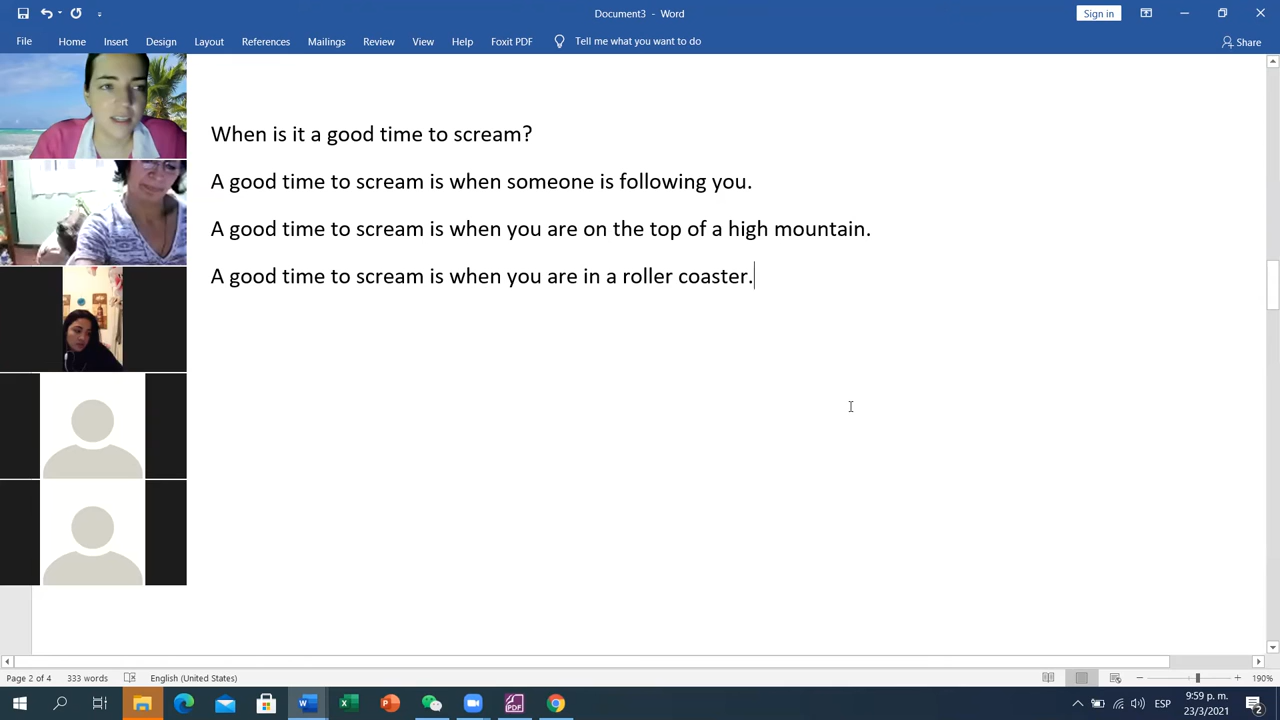 Document3 - Word
Sign in
File Home Insert Design Layout References Mailings Review View Help Foxit PDF Tell me what you want to do Share
When is it a good time to scream?
A good time to scream is when someone is following you.
A good time to scream is when you are on the top of a high mountain.
A good time to scream is when you are in a roller coaster.
Page 2 of 4 333 words English (United States) 190%
9:59 p. m.
ESP
23/3/2021
2